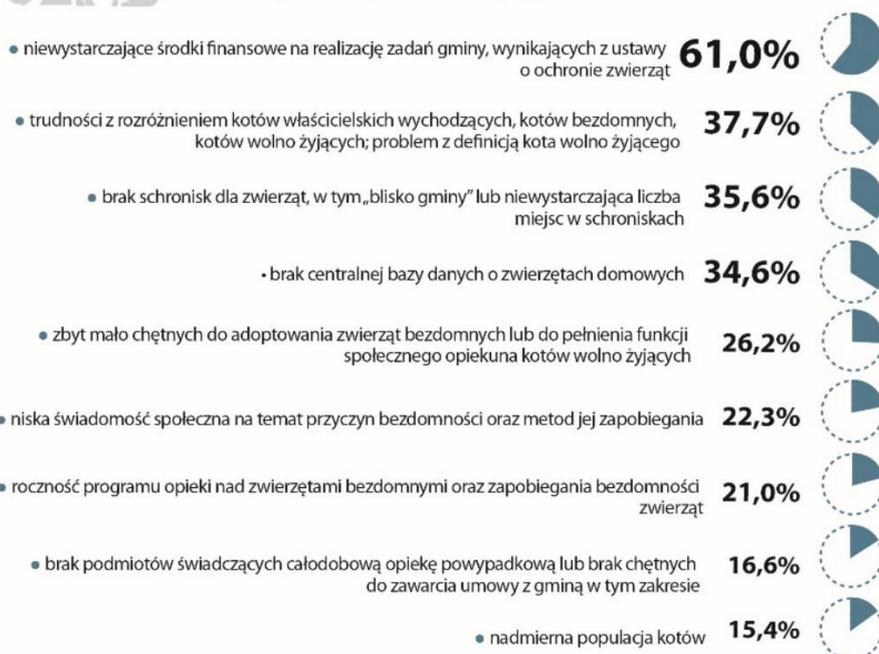 • niewystarczające środki finansowe na realizację zadań gminy, wynikających z ustawy
o ochronie zwierząt
61,0%
• trudności z rozróżnieniem kotów właścicielskich wychodzących, kotów bezdomnych,
kotów wolno żyjących; problem z definicją kota wolno żyjącego
37,7%
• brak schronisk dla zwierząt, w tym „blisko gminy” lub niewystarczająca liczba
miejsc w schroniskach
35,6%
• brak centralnej bazy danych o zwierzętach domowych
34,6%
• zbyt mało chętnych do adoptowania zwierząt bezdomnych lub do pełnienia funkcji
społecznego opiekuna kotów wolno żyjących
26,2%
• niska świadomość społeczna na temat przyczyn bezdomności oraz metod jej zapobiegania
22,3%
• roczność programu opieki nad zwierzętami bezdomnymi oraz zapobiegania bezdomności
zwierząt
21,0%
• brak podmiotów świadczących całodobową opiekę powypadkową lub brak chętnych
do zawarcia umowy z gminą w tym zakresie
16,6%
• nadmierna populacja kotów
15,4%